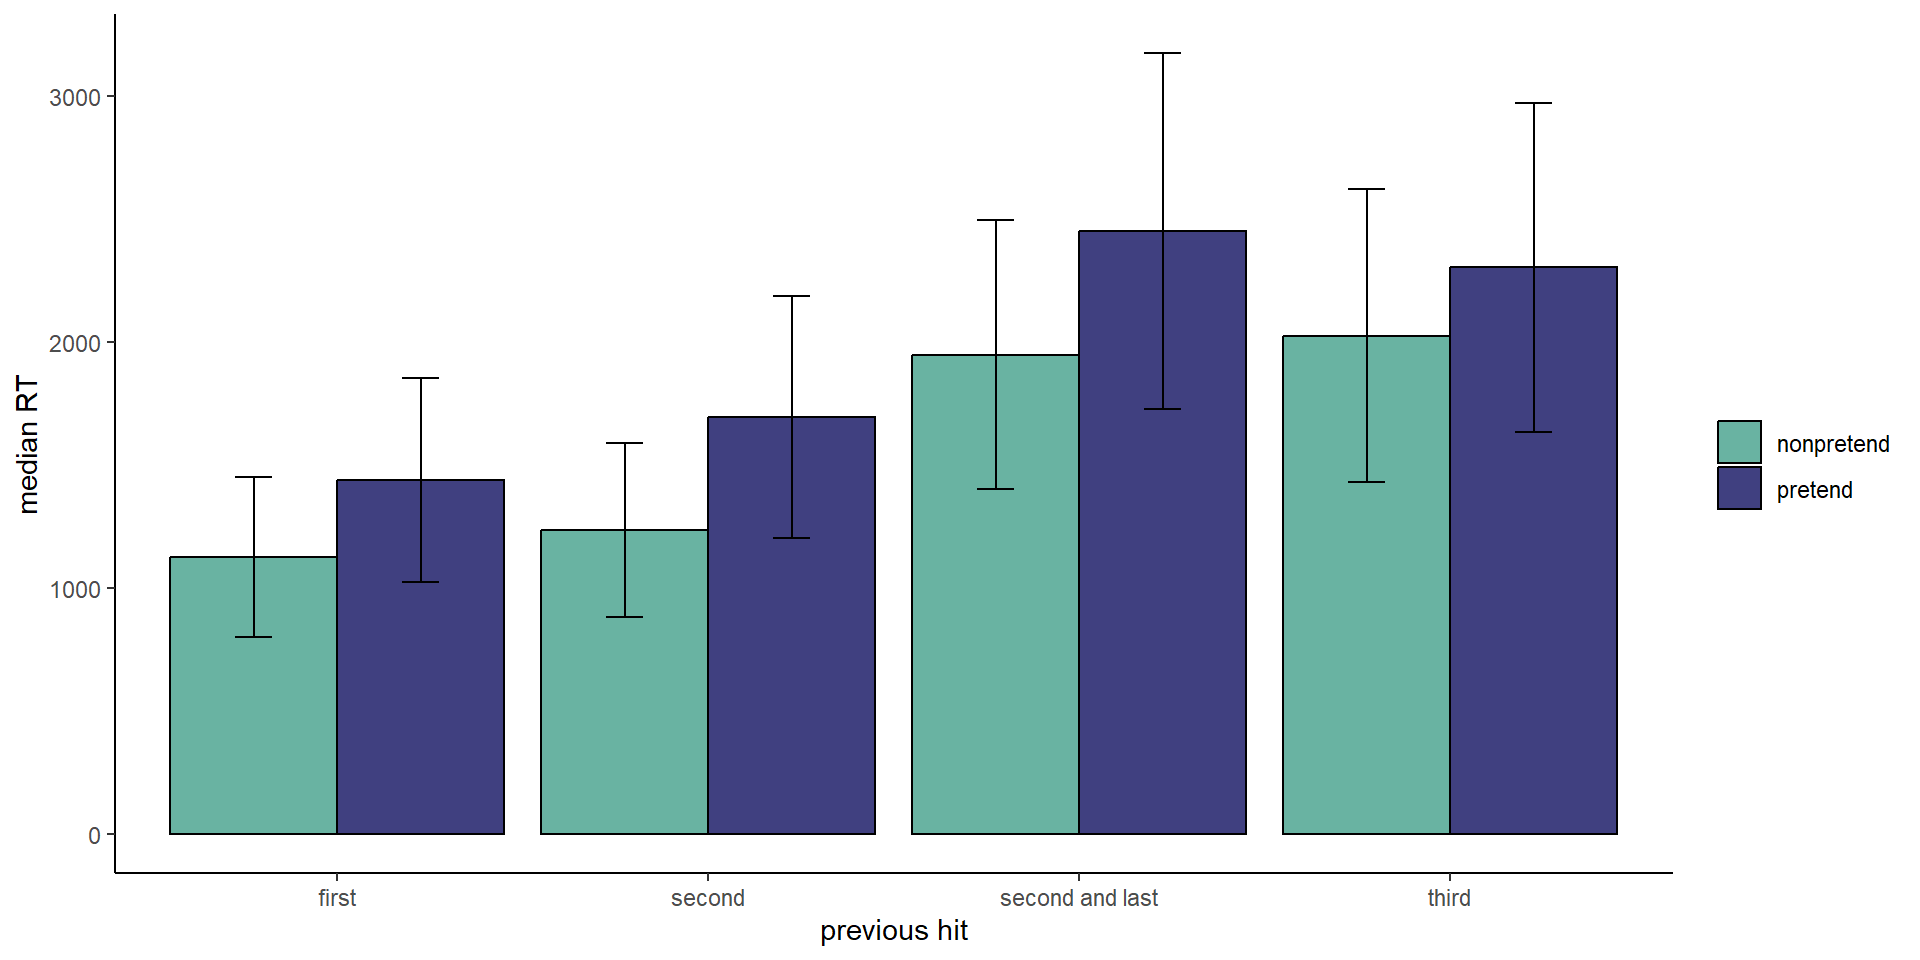 median RT
3000
2000
1000
0
first second second and last third
previous hit
nonpretend
pretend